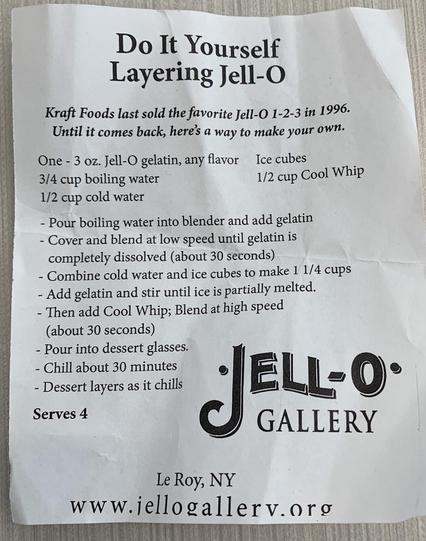 Do It Yourself
Layering Jell-O
Kraft Foods last sold the favorite Jell-O 1-2-3 in 1996.
Until it comes back, here's a way to make your own.
One - 3 oz. Jell-O gelatin, any flavor Ice cubes
3/4 cup boiling water 1/2 cup Cool Whip
1/2 cup cold water
- Pour boiling water into blender and add gelatin
- Cover and blend at low speed until gelatin is
completely dissolved (about 30 seconds)
- Combine cold water and ice cubes to make 1 1/4 cups
- Add gelatin and stir until ice is partially melted.
- Then add Cool Whip; Blend at high speed
(about 30 seconds)
- Pour into dessert glasses.
- Chill about 30 minutes
- Dessert layers as it chills
Serves 4
·JELL-O·
GALLERY
Le Roy, NY
www.jellogallery.org